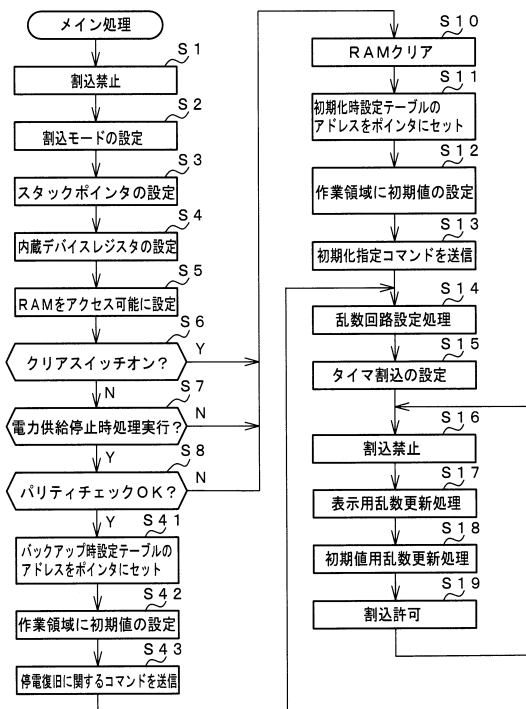 メイン処理
S1
割込禁止
S2
割込モードの設定
S3
スタックポインタの設定
S4
内蔵デバイスレジスタの設定
S5
RAMをアクセス可能に設定
S6
クリアスイッチオン?
Y
N
S7
電力供給停止時処理実行?
N
Y
S8
パリティチェックOK?
N
Y
S41
バックアップ時設定テーブルの
アドレスをポインタにセット
S42
作業領域に初期値の設定
S43
停電復旧に関するコマンドを送信
S10
RAMクリア
S11
初期化時設定テーブルの
アドレスをポインタにセット
S12
作業領域に初期値の設定
S13
初期化指定コマンドを送信
S14
乱数回路設定処理
S15
タイマ割込の設定
S16
割込禁止
S17
表示用乱数更新処理
S18
初期値用乱数更新処理
S19
割込許可